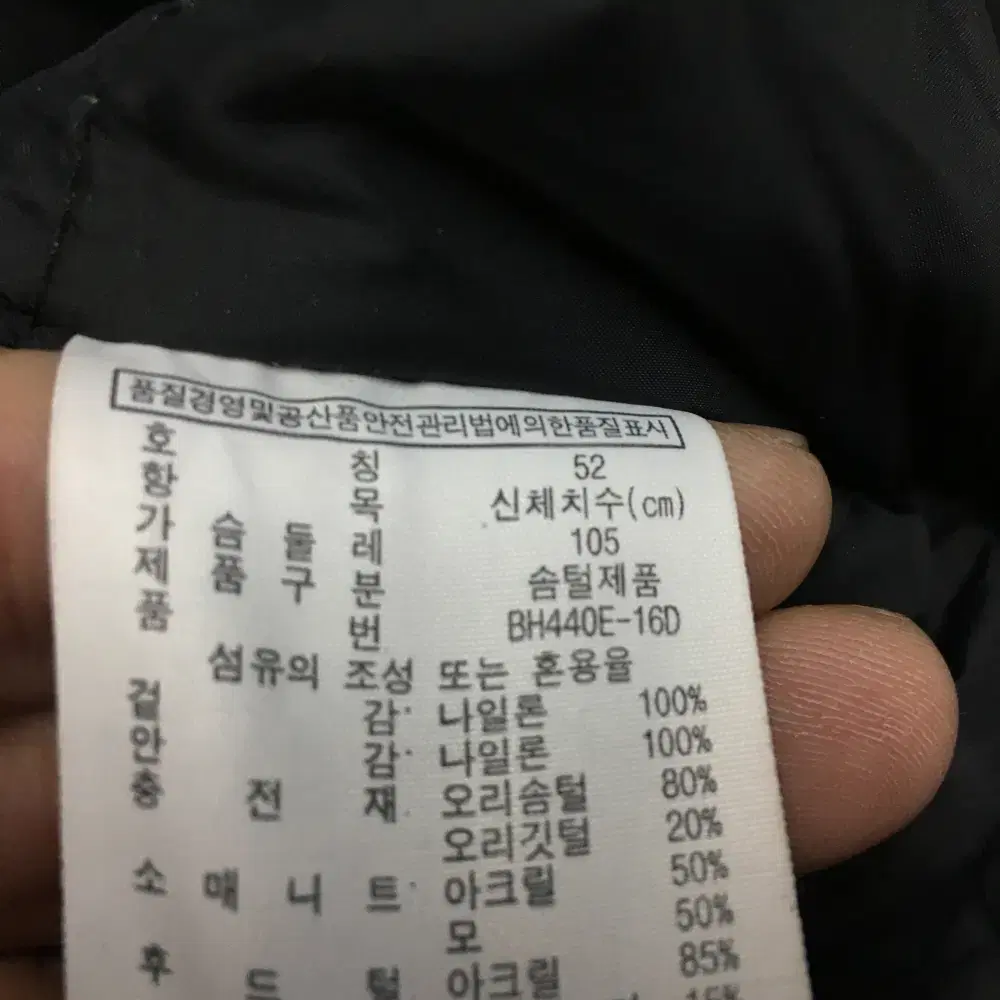 품질경영및공산품안전관리법에의한품질표시
호 칭 52
항 목 신체치수(cm)
가 슴 둘 레 105
제 품 구 분 솜털제품
품 번 BH440E-16D
섬유의 조성 또는 혼용율
겉 감 나일론 100%
안 감 나일론 100%
충 전 재 오리솜털 80%
오리깃털 20%
소 매 니 트 아크릴 50%
모 50%
후 드 털 아크릴 85%
15%